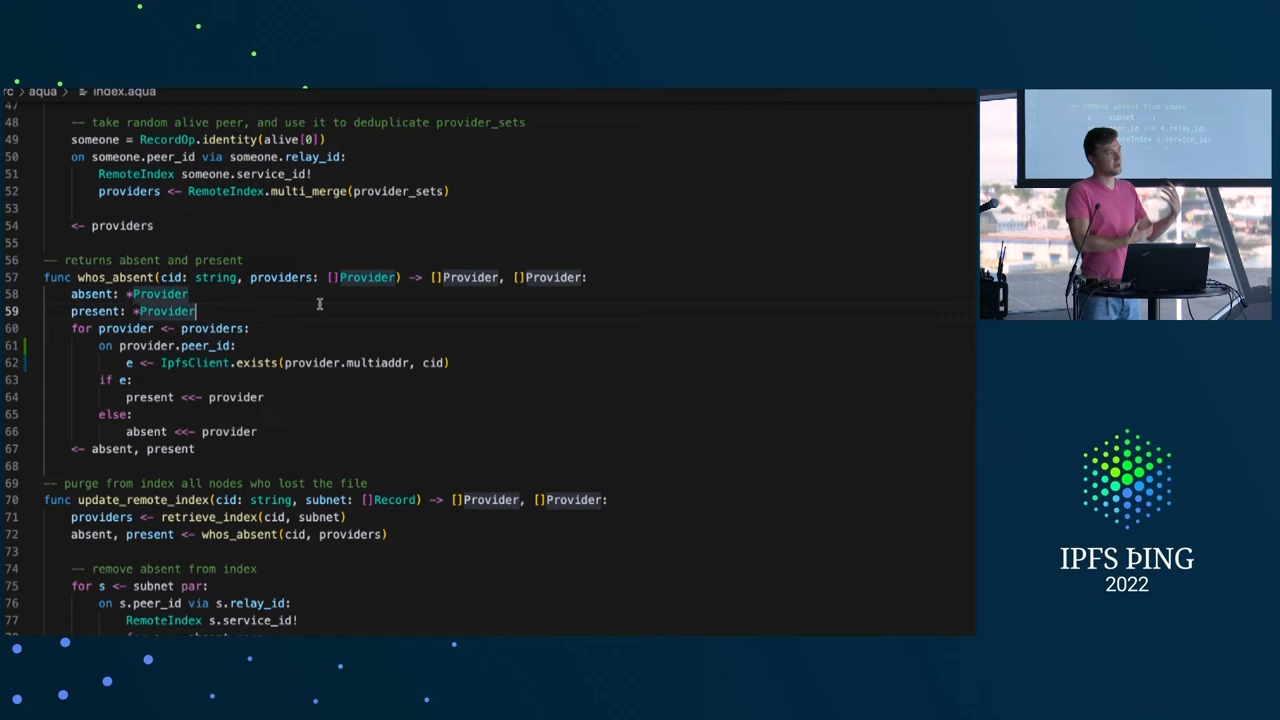 rc > aqua > index.aqua
47
48 -- take random alive peer, and use it to deduplicate provider_sets
49 someone = RecordOp.identity(alive[0])
50 on someone.peer_id via someone.relay_id:
51 RemoteIndex someone.service_id!
52 providers <- RemoteIndex.multi_merge(provider_sets)
53
54 <- providers
55
56 -- returns absent and present
57 func whos_absent(cid: string, providers: []Provider) -> []Provider, []Provider:
58 absent: *Provider
59 present: *Provider
60 for provider <- providers:
61 on provider.peer_id:
62 e <- IpfsClient.exists(provider.multiaddr, cid)
63 if e:
64 present <<- provider
65 else:
66 absent <<- provider
67 <- absent, present
68
69 -- purge from index all nodes who lost the file
70 func update_remote_index(cid: string, subnet: []Record) -> []Provider, []Provider:
71 providers <- retrieve_index(cid, subnet)
72 absent, present <- whos_absent(cid, providers)
73
74 -- remove absent from index
75 for s <- subnet par:
76 on s.peer_id via s.relay_id:
77 RemoteIndex s.service_id!
-- remove absent from index
IPFS ÞING
2022